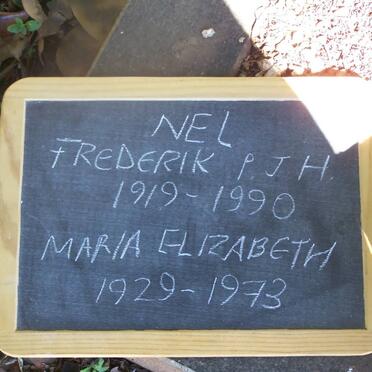 NEL
FREDERIK P. J H.
1919-1990
MARIA ELIZABETH
1929-1973